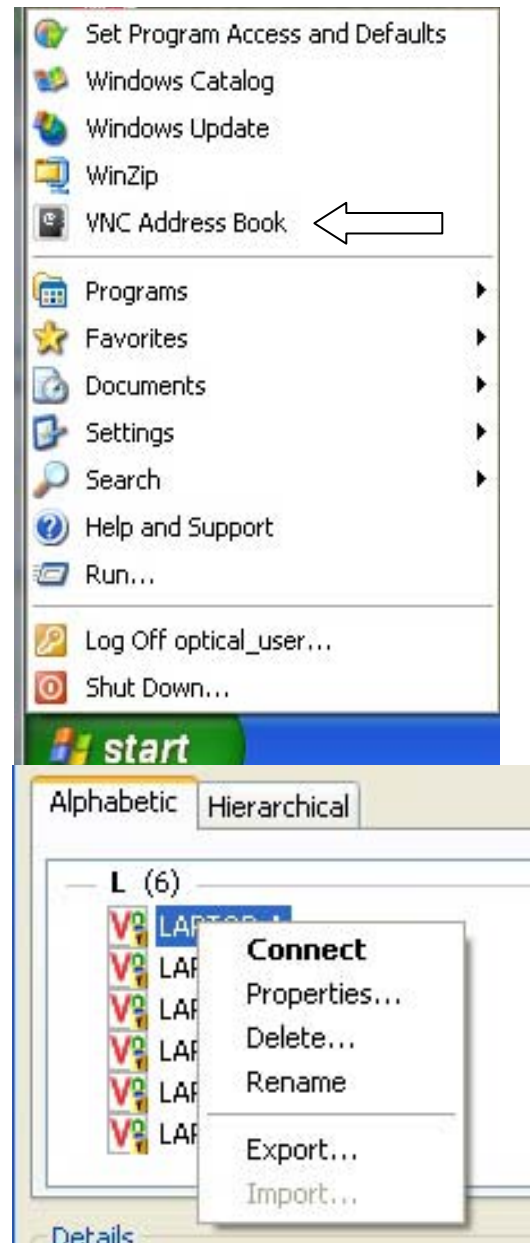 Set Program Access and Defaults
Windows Catalog
Windows Update
WinZip
VNC Address Book
Programs
Favorites
Documents
Settings
Search
Help and Support
Run...
Log Off optical_user...
Shut Down...
start
Alphabetic
Hierarchical
L (6)
Connect
Properties...
Delete...
Rename
Export...
Import...
Details